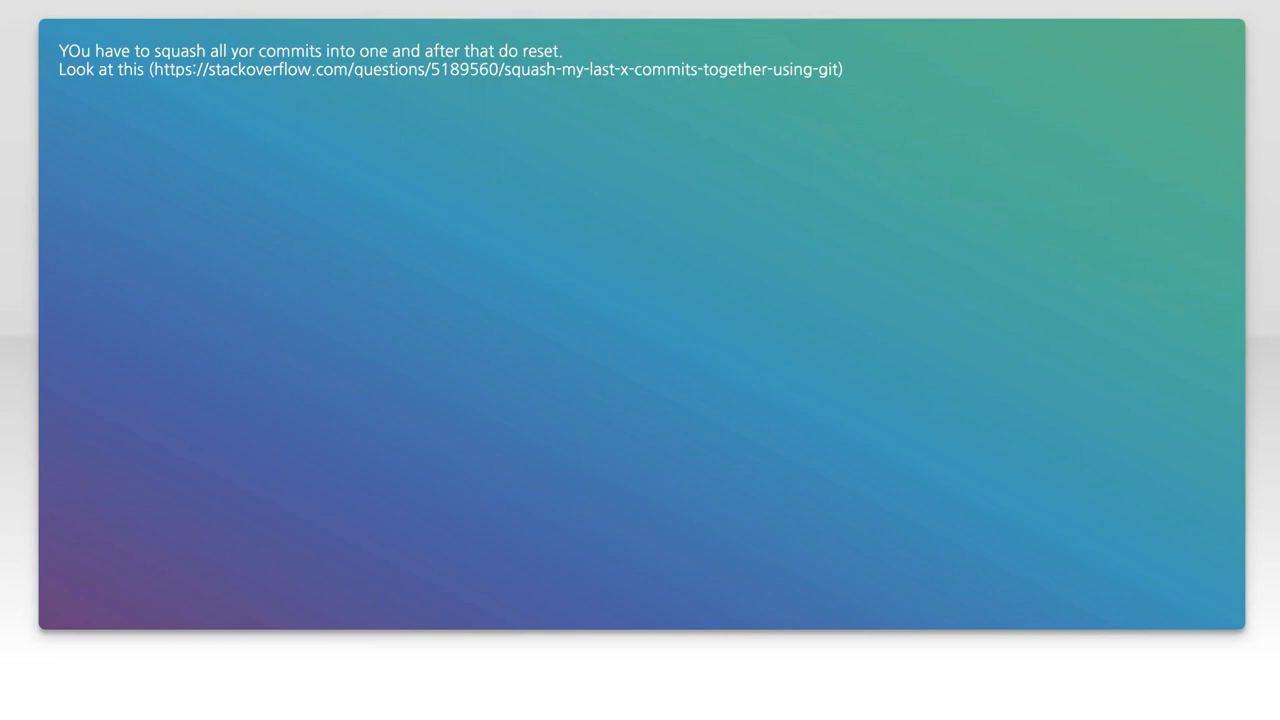 YOu have to squash all yor commits into one and after that do reset.
Look at this (https://stackoverflow.com/questions/5189560/squash-my-last-x-commits-together-using-git)